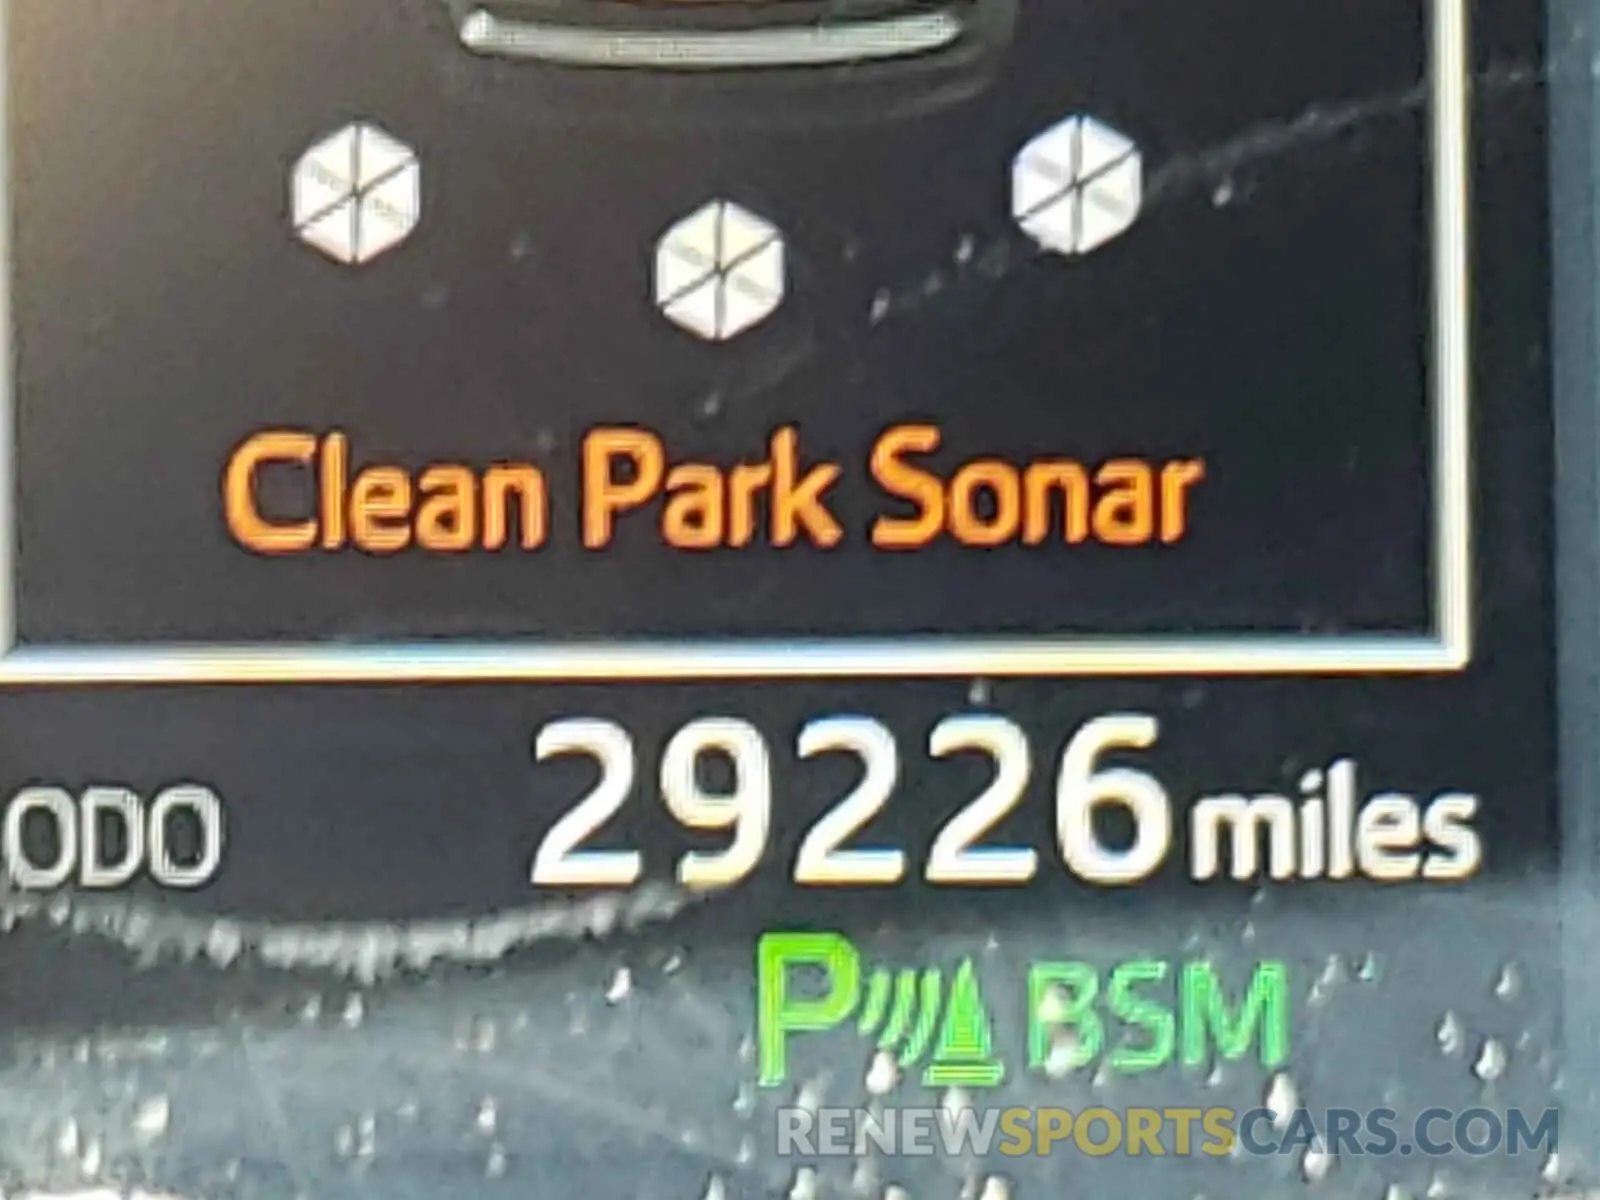 Clean Park Sonar
ODO 29226 miles
P BSM
RENEWSPORTSCARS.COM